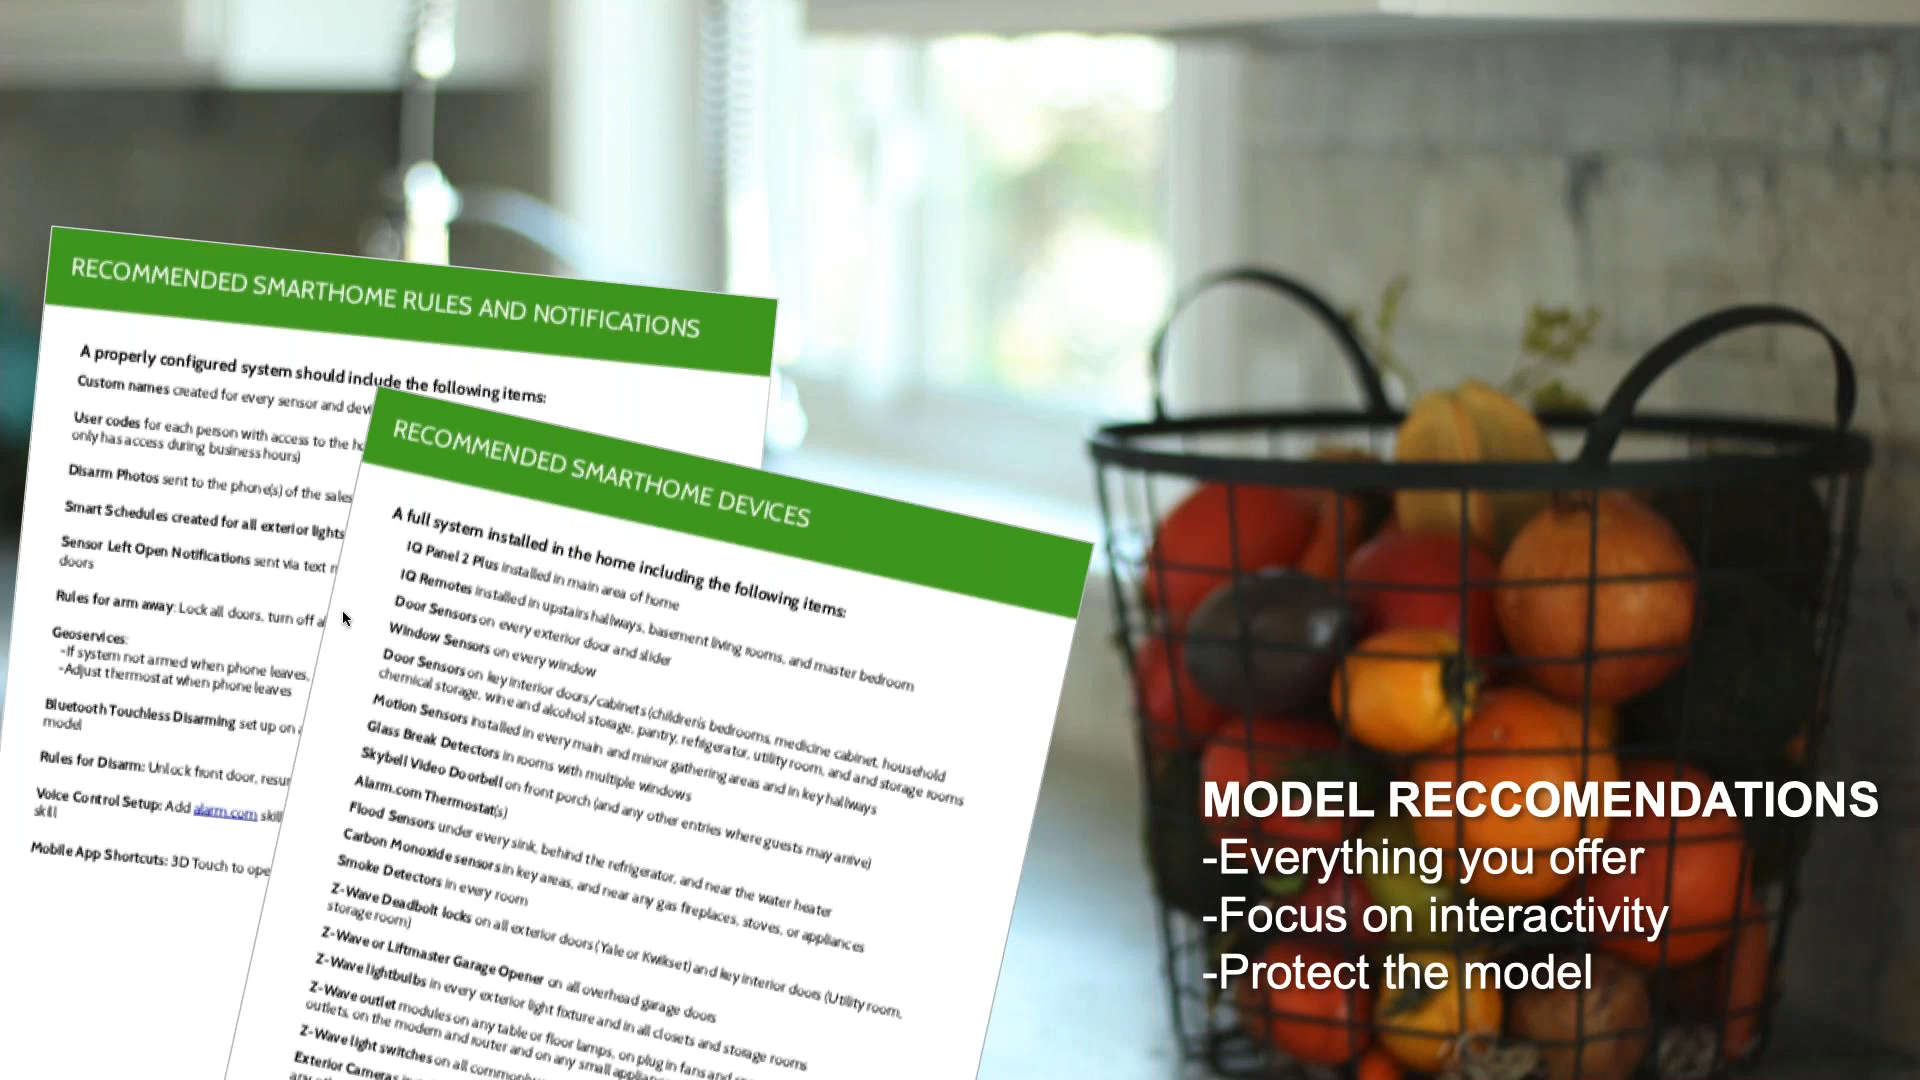 RECOMMENDED SMARTHOME RULES AND NOTIFICATIONS
A properly configured system should include the following items:
Custom names created for every sensor and dev
User codes for each person with access to the ho
only has access during business hours)
Disarm Photos sent to the phone(s) of the sales
Smart Schedules created for all exterior lights
Sensor Left Open Notifications sent via text
doors
Rules for arm away: Lock all doors, turn off a
Geoservices:
-If system not armed when phone leaves,
-Adjust thermostat when phone leaves
Bluetooth Touchless Disarming set up on
model
Rules for Disarm: Unlock front door, resu
Voice Control Setup: Add alarm.com skill
skill
Mobile App Shortcuts: 3D Touch to ope
RECOMMENDED SMARTHOME DEVICES
A full system installed in the home including the following items:
IQ Panel 2 Plus installed in main area of home
IQ Remotes installed in upstairs hallways, basement living rooms, and master bedroom
Door Sensors on every exterior door and slider
Window Sensors on every window
Door Sensors on key interior doors/cabinets (children's bedrooms, medicine cabinet, household
chemical storage, wine and alcohol storage, pantry, refrigerator, utility room, and and storage rooms
Motion Sensors installed in every main and minor gathering areas and in key hallways
Glass Break Detectors in rooms with multiple windows
Skybell Video Doorbell on front porch (and any other entries where guests may arrive)
Alarm.com Thermostat(s)
Flood Sensors under every sink, behind the refrigerator, and near the water heater
Carbon Monoxide sensors in key areas, and near any gas fireplaces, stoves, or appliances
Smoke Detectors in every room
Z-Wave Deadbolt locks on all exterior doors (Yale or Kwikset) and key interior doors (Utility room,
storage room)
Z-Wave or Liftmaster Garage Opener on all overhead garage doors
Z-Wave lightbulbs in every exterior light fixture and in all closets and storage rooms
Z-Wave outlet modules on any table or floor lamps, on plug in fans and
outlets, on the modem and router and on any small applian
Z-Wave light switches on all common
Exterior Cameras
MODEL RECCOMENDATIONS
-Everything you offer
-Focus on interactivity
-Protect the model